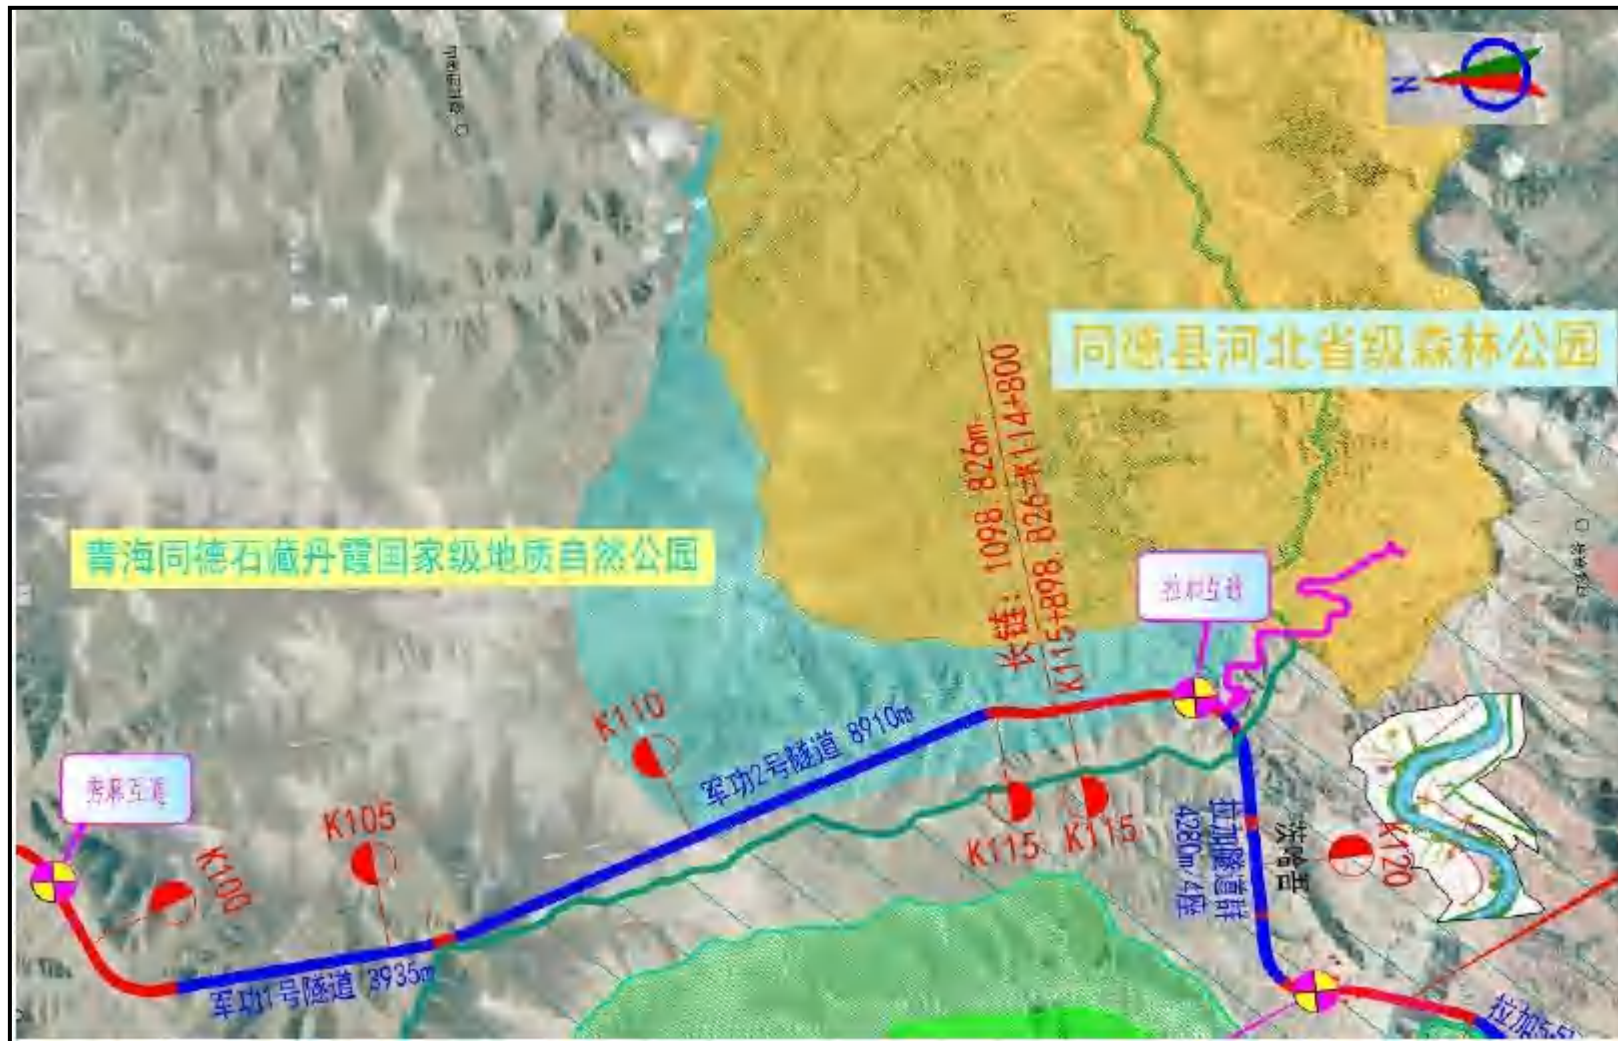 N
同德县河北省级森林公园
长链：1098.826m
K115+898.826=K114+800
青海同德石藏丹霞国家级地质自然公园
K110
军功2号隧道 8910m
K105
K100
K115
K115
军功1号隧道 3935m
拉加隧道群
4280m/4座
K120